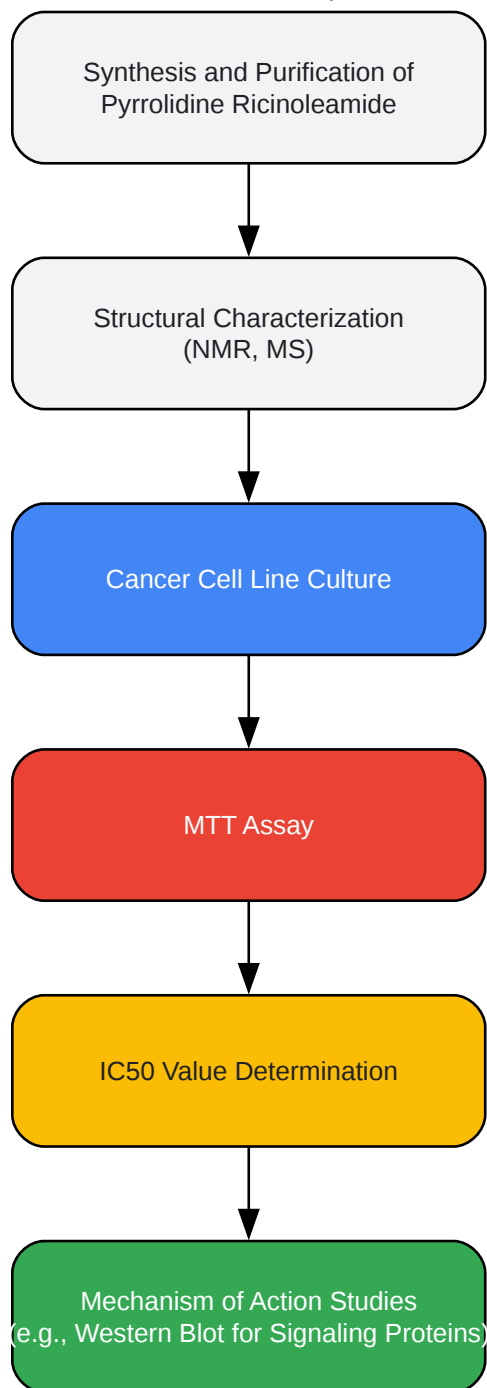 Synthesis and Purification of
Pyrrolidine Ricinoleamide
Structural Characterization
(NMR, MS)
Cancer Cell Line Culture
MTT Assay
IC50 Value Determination
Mechanism of Action Studies
(e.g., Western Blot for Signaling Proteins)